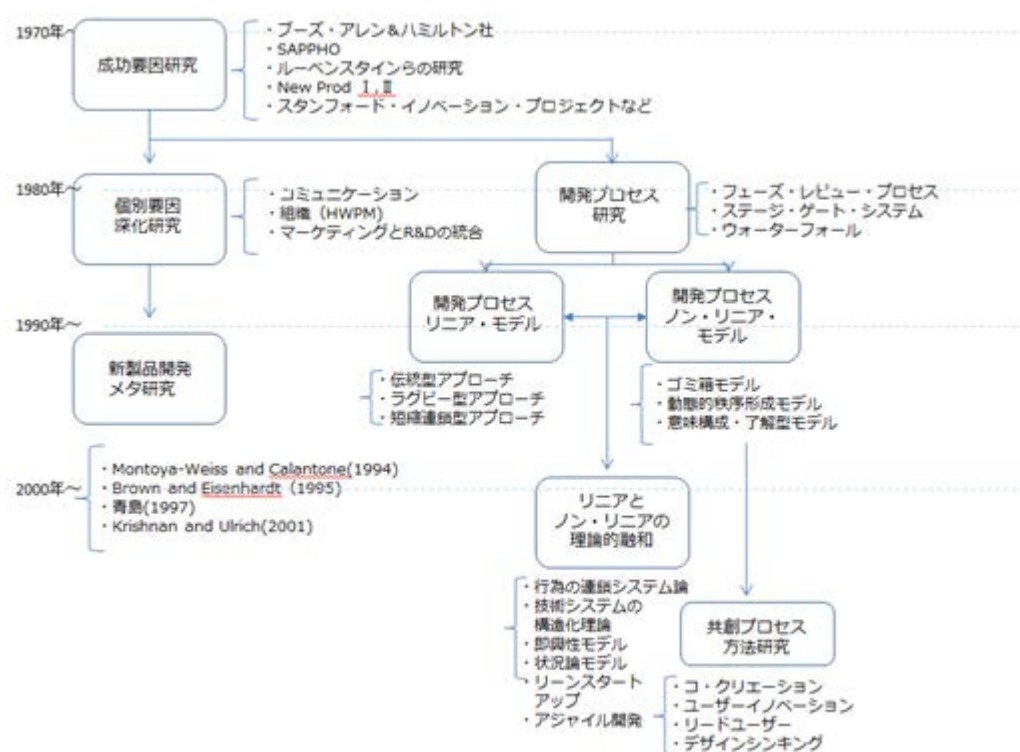 1970年～
成功要因研究
・ブーズ・アレン＆ハミルトン社
・SAPPHO
・ルーベンスタインらの研究
・New Prod Ⅰ,Ⅱ
・スタンフォード・イノベーション・プロジェクトなど
1980年～
個別要因
深化研究
・コミュニケーション
・組織（HWPM)
・マーケティングとR&Dの統合
開発プロセス
研究
・フェーズ・レビュー・プロセス
・ステージ・ゲート・システム
・ウォーターフォール
開発プロセス
リニア・モデル
開発プロセス
ノン・リニア・
モデル
1990年～
新製品開発
メタ研究
・伝統型アプローチ
・ラグビー型アプローチ
・短縮連鎖型アプローチ
・ゴミ箱モデル
・動態的秩序形成モデル
・意味構成・了解型モデル
2000年～
・Montoya-Weiss and Calantone(1994)
・Brown and Eisenhardt（1995)
・青島(1997)
・Krishnan and Ulrich(2001)
リニアと
ノン・リニアの
理論的融和
・行為の連鎖システム論
・技術システムの
構造化理論
・即興性モデル
・状況論モデル
・リーンスタート
アップ
・アジャイル開発
共創プロセス
方法研究
・コ・クリエーション
・ユーザーイノベーション
・リードユーザー
・デザインシンキング